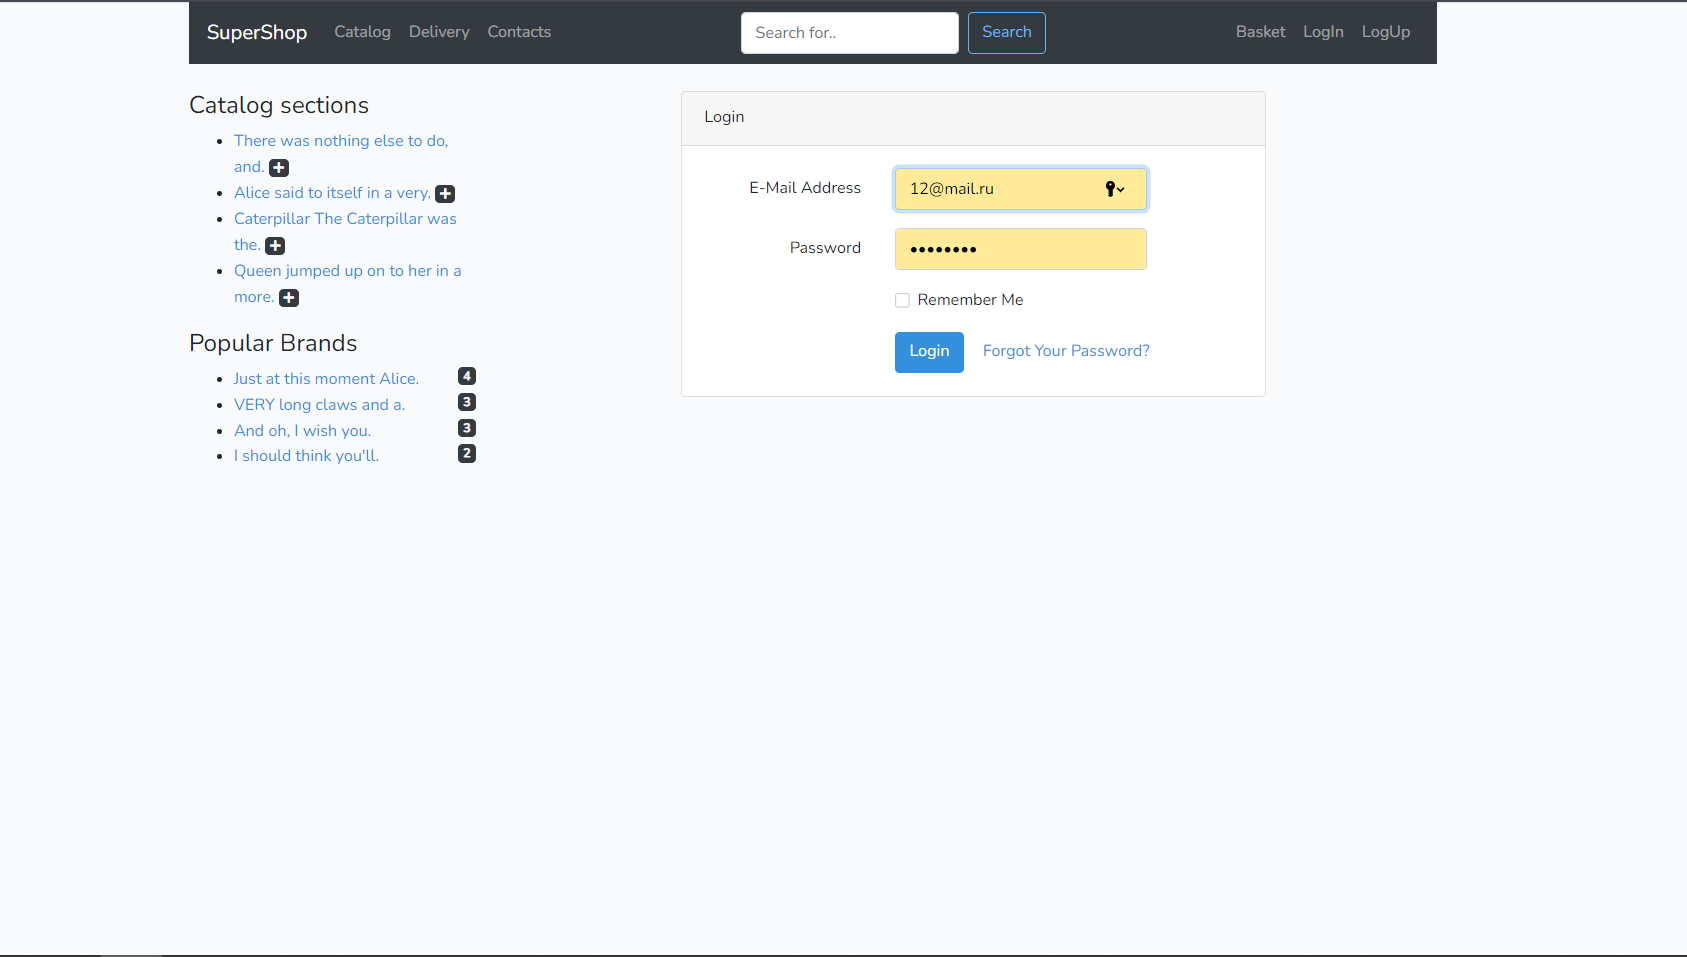 SuperShop Catalog Delivery Contacts Search for.. Search Basket LogIn LogUp
Catalog sections
There was nothing else to do,
and.
Alice said to itself in a very.
Caterpillar The Caterpillar was
the.
Queen jumped up on to her in a
more.
Popular Brands
Just at this moment Alice. 4
VERY long claws and a. 3
And oh, I wish you. 3
I should think you'll. 2
Login
E-Mail Address 12@mail.ru
Password ••••••••
Remember Me
Login Forgot Your Password?